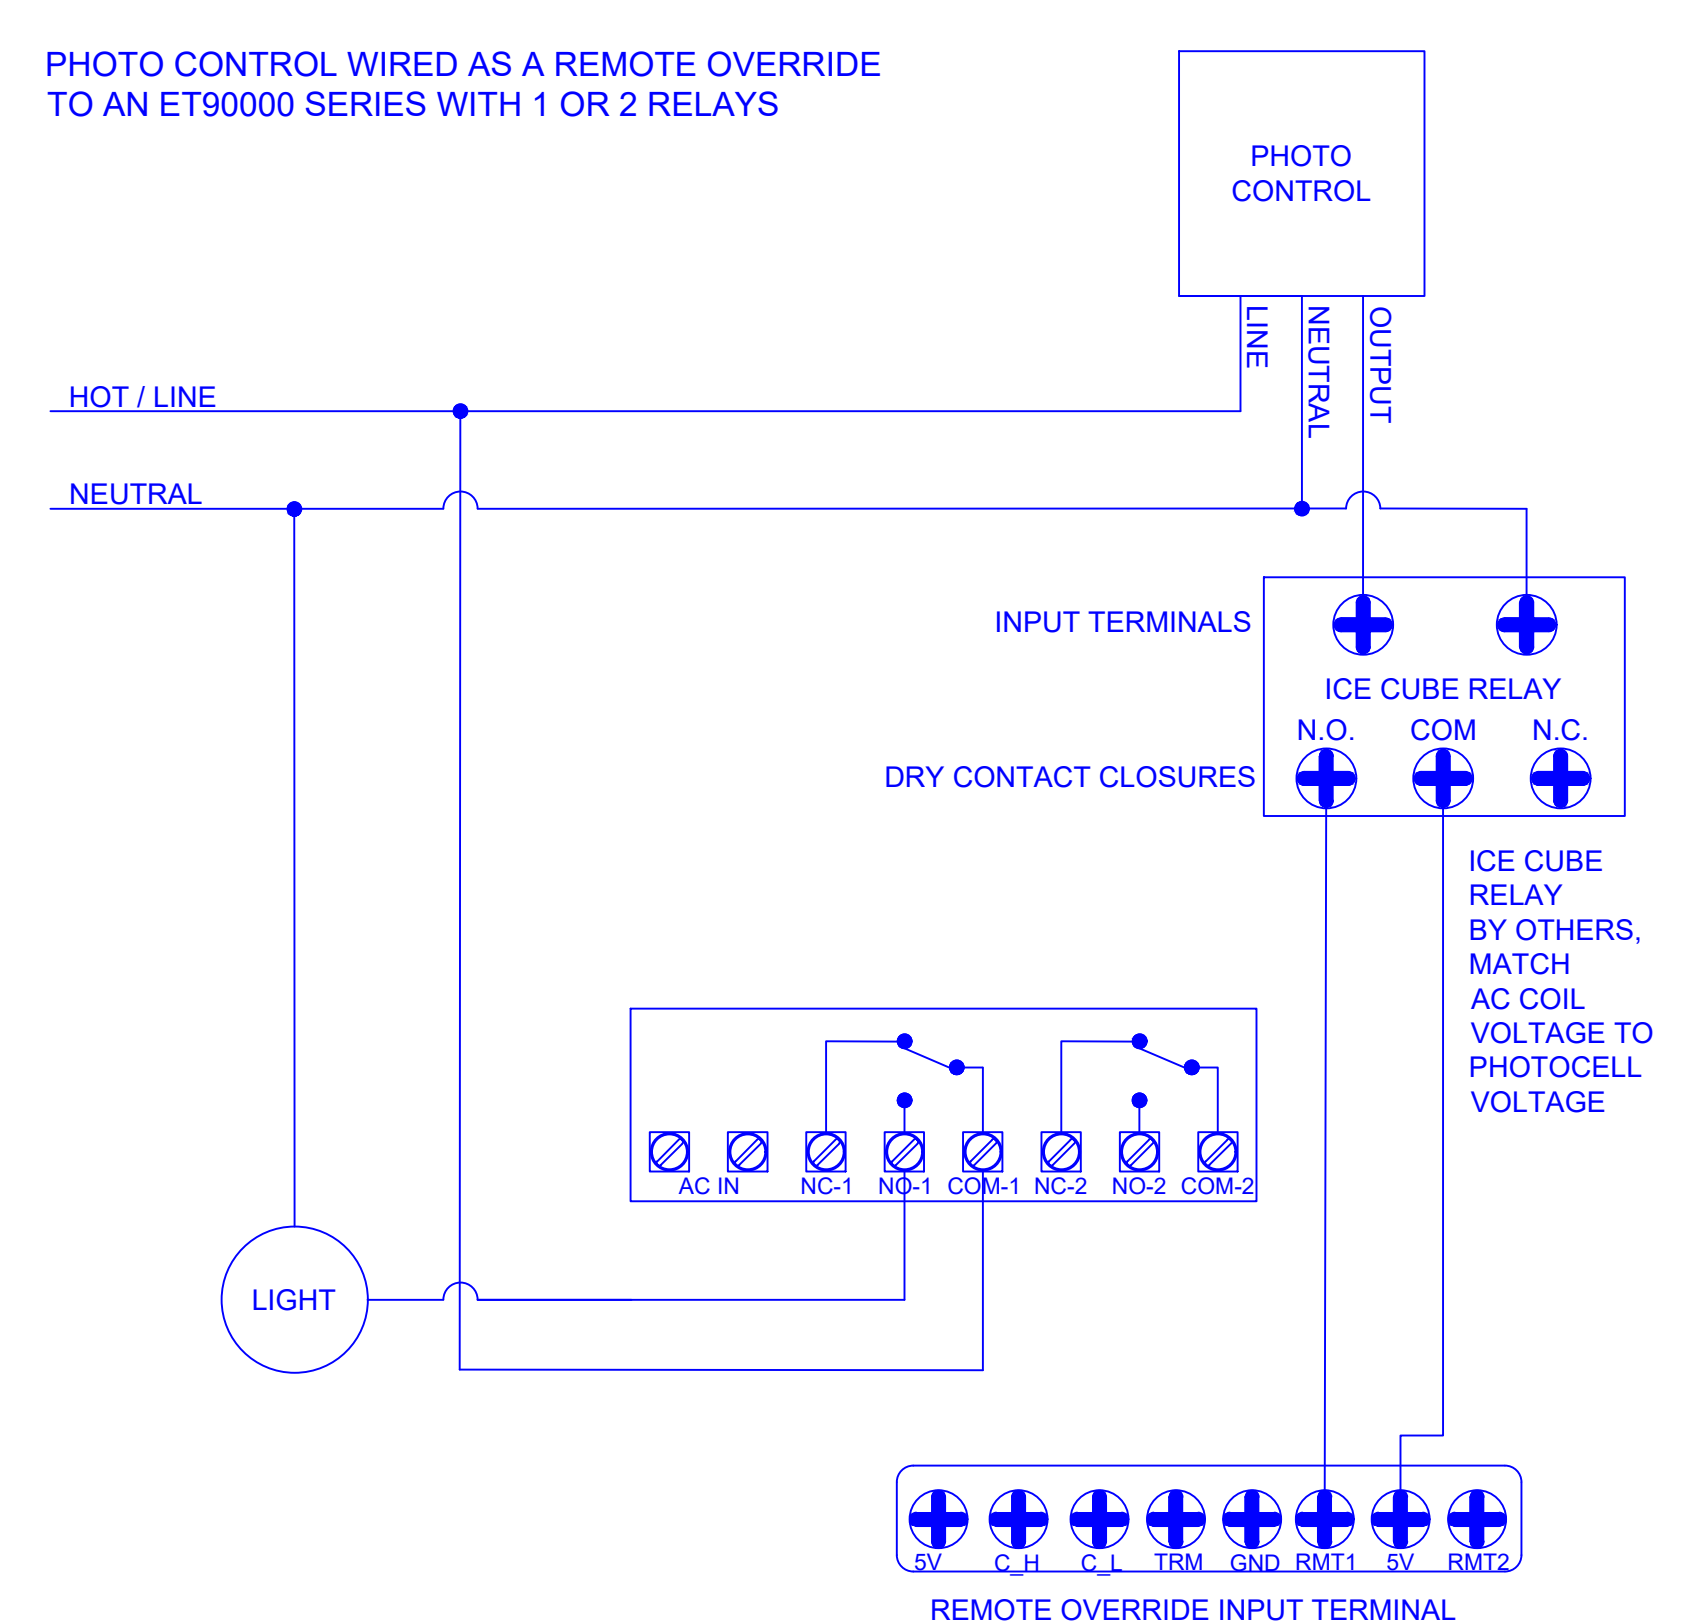 PHOTO CONTROL WIRED AS A REMOTE OVERRIDE
TO AN ET90000 SERIES WITH 1 OR 2 RELAYS
PHOTO
CONTROL
LINE
NEUTRAL
OUTPUT
HOT / LINE
NEUTRAL
INPUT TERMINALS
ICE CUBE RELAY
N.O. COM N.C.
DRY CONTACT CLOSURES
ICE CUBE
RELAY
BY OTHERS,
MATCH
AC COIL
VOLTAGE TO
PHOTOCELL
VOLTAGE
AC IN NC-1 NO-1 COM-1 NC-2 NO-2 COM-2
LIGHT
5V C_H C_L TRM GND RMT1 5V RMT2
REMOTE OVERRIDE INPUT TERMINAL